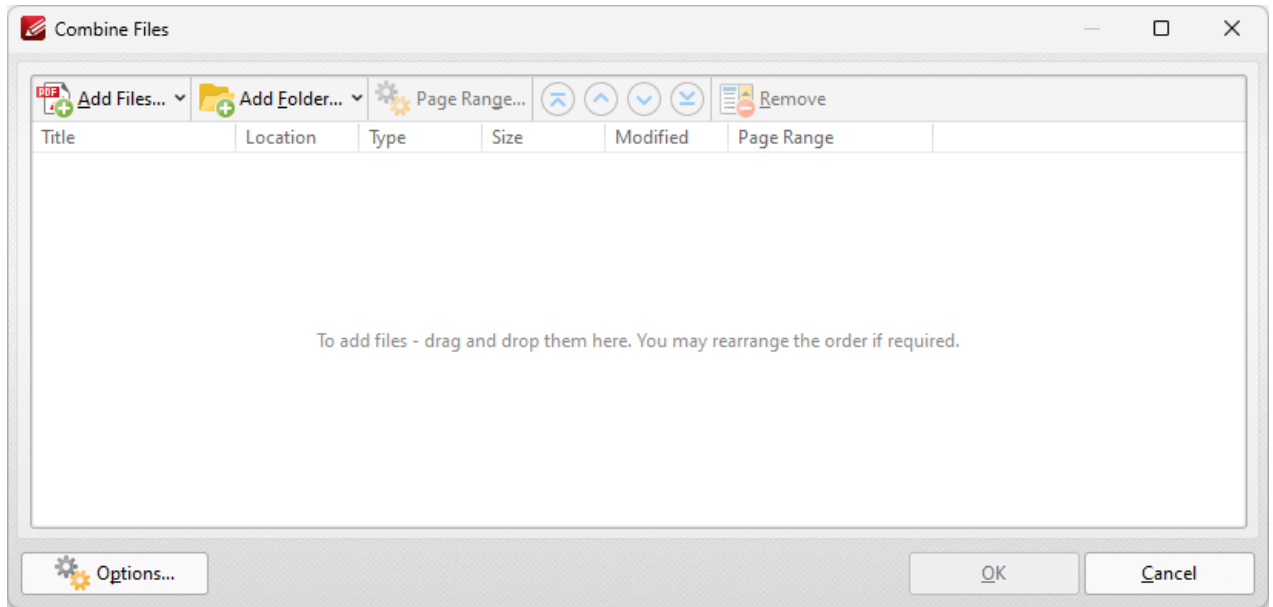 Combine Files
PDF Add Files... Add Folder... Page Range... Remove
Title Location Type Size Modified Page Range
To add files - drag and drop them here. You may rearrange the order if required.
Options... OK Cancel